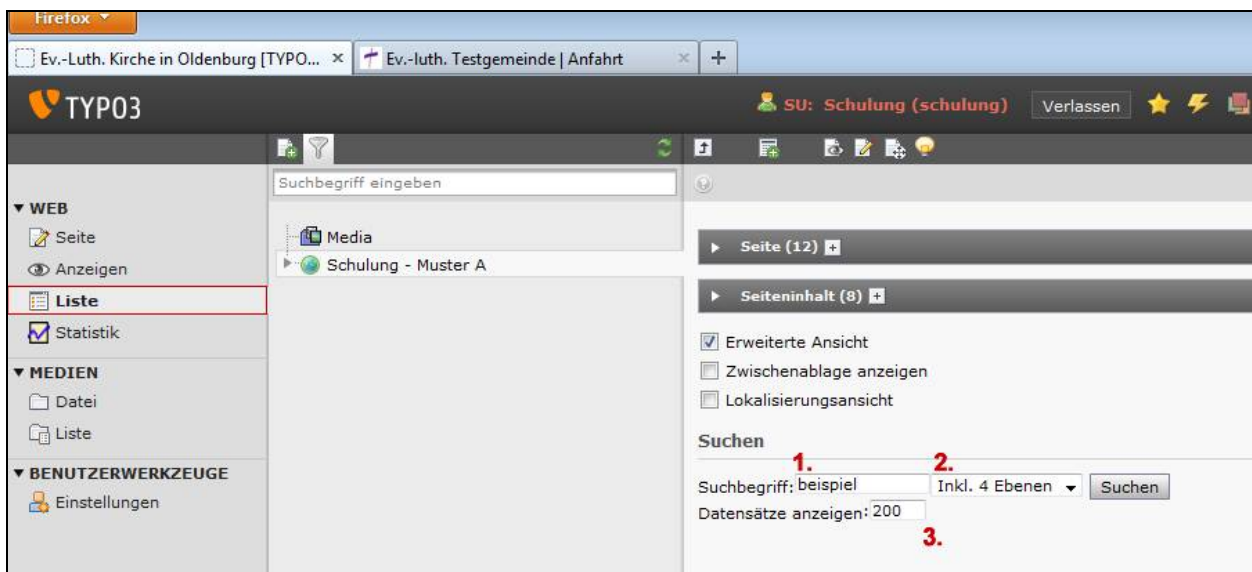 Firefox
Ev.-Luth. Kirche in Oldenburg [TYPO... × Ev.-luth. Testgemeinde | Anfahrt × +
TYPO3 SU: Schulung (schulung) Verlassen
Suchbegriff eingeben
WEB
Seite
Anzeigen
Liste
Statistik
MEDIEN
Datei
Liste
BENUTZERWERKZEUGE
Einstellungen
Media
Schulung - Muster A
Seite (12) +
Seiteninhalt (8) +
Erweiterte Ansicht
Zwischenablage anzeigen
Lokalisierungsansicht
Suchen
1. 2.
Suchbegriff: beispiel Inkl. 4 Ebenen Suchen
Datensätze anzeigen: 200
3.